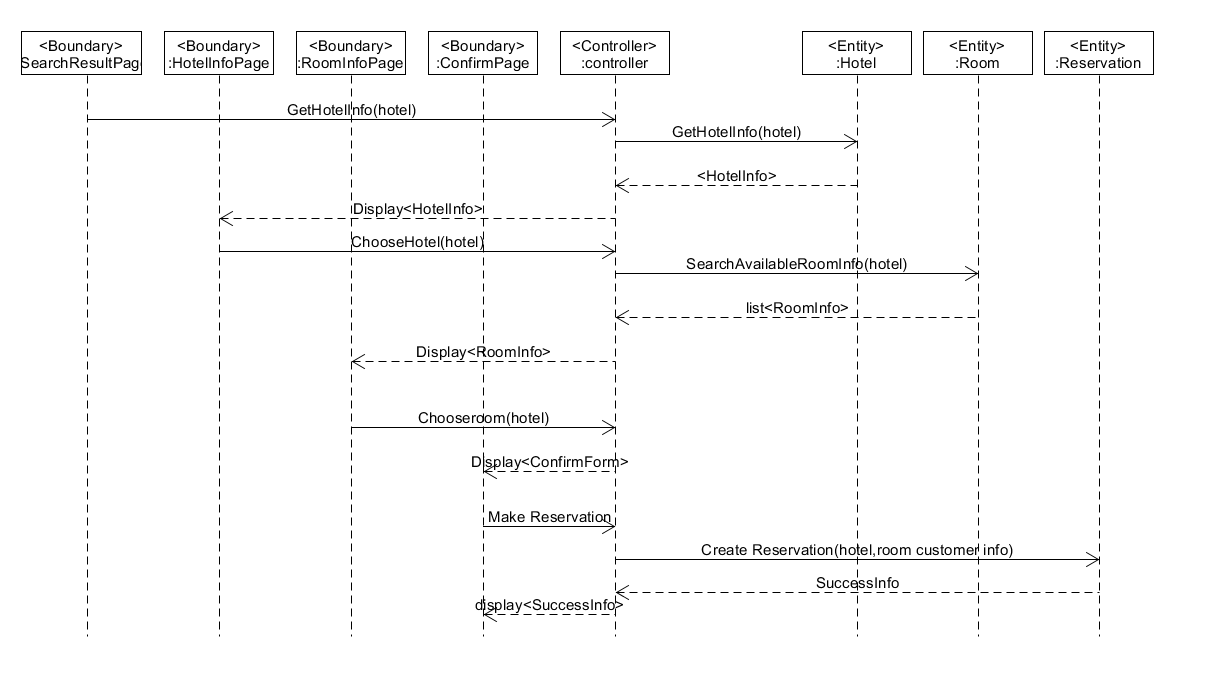 <Boundary>
SearchResultPage
<Boundary>
:HotelInfoPage
<Boundary>
:RoomInfoPage
<Boundary>
:ConfirmPage
<Controller>
:controller
<Entity>
:Hotel
<Entity>
:Room
<Entity>
:Reservation
GetHotelInfo(hotel)
GetHotelInfo(hotel)
<HotelInfo>
Display<HotelInfo>
ChooseHotel(hotel)
SearchAvailableRoomInfo(hotel)
list<RoomInfo>
Display<RoomInfo>
Chooseroom(hotel)
Display<ConfirmForm>
Make Reservation
Create Reservation(hotel,room customer info)
SuccessInfo
display<SuccessInfo>